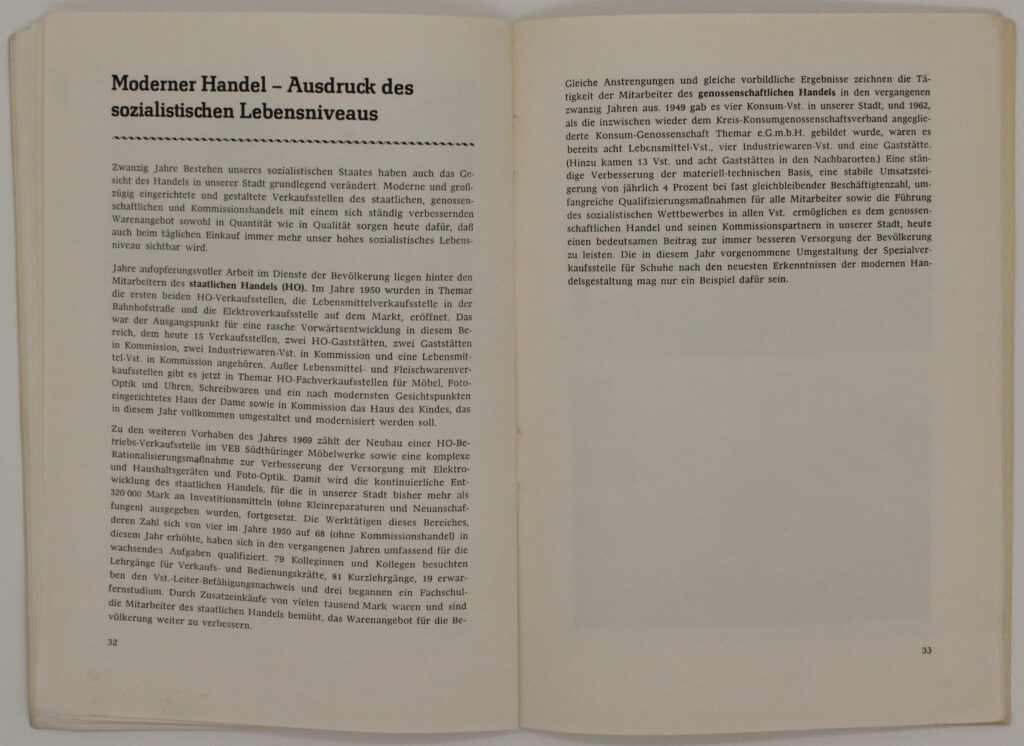 Moderner Handel – Ausdruck des
sozialistischen Lebensniveaus
Zwanzig Jahre Bestehen unseres sozialistischen Staates haben auch das Ge-
sicht des Handels in unserer Stadt grundlegend verändert. Moderne und groß-
zügig eingerichtete und gestaltete Verkaufsstellen des staatlichen, genossen-
schaftlichen und Kommissionshandels mit einem sich ständig verbessernden
Warenangebot sowohl in Quantität wie in Qualität sorgen heute dafür, daß
auch beim täglichen Einkauf immer mehr unser hohes sozialistisches Lebens-
niveau sichtbar wird.
Jahre aufopferungsvoller Arbeit im Dienste der Bevölkerung liegen hinter den
Mitarbeitern des staatlichen Handels (HO). Im Jahre 1950 wurden in Themar
die ersten beiden HO-Verkaufsstellen, die Lebensmittelverkaufsstelle in der
Bahnhofstraße und die Elektroverkaufsstelle auf dem Markt, eröffnet. Das
war der Ausgangspunkt für eine rasche Vorwärtsentwicklung in diesem Be-
reich, dem heute 15 Verkaufsstellen, zwei HO-Gaststätten, zwei Gaststätten
in Kommission, zwei Industriewaren-Vst. in Kommission und eine Lebensmit-
tel-Vst. in Kommission angehören. Außer Lebensmittel- und Fleischwarenver-
kaufsstellen gibt es jetzt in Themar HO-Fachverkaufsstellen für Möbel, Foto-
Optik und Uhren, Schreibwaren und ein nach modernsten Gesichtspunkten
eingerichtetes Haus der Dame sowie in Kommission das Haus des Kindes, das
in diesem Jahr vollkommen umgestaltet und modernisiert werden soll.
Zu den weiteren Vorhaben des Jahres 1969 zählt der Neubau einer HO-Be-
triebs-Verkaufsstelle im VEB Südthüringer Möbelwerke sowie eine komplexe
Rationalisierungsmaßnahme zur Verbesserung der Versorgung mit Elektro-
und Haushaltsgeräten und Foto-Optik. Damit wird die kontinuierliche Ent-
wicklung des staatlichen Handels, für die in unserer Stadt bisher mehr als
320 000 Mark an Investitionsmitteln (ohne Kleinreparaturen und Neuanschaf-
fungen) ausgegeben wurden, fortgesetzt. Die Werktätigen dieses Bereiches,
deren Zahl sich von vier im Jahre 1950 auf 68 (ohne Kommissionshandel) in
diesem Jahr erhöhte, haben sich in den vergangenen Jahren umfassend für die
wachsenden Aufgaben qualifiziert. 79 Kolleginnen und Kollegen besuchten
Lehrgänge für Verkaufs- und Bedienungskräfte, 81 Kurzlehrgänge, 19 erwar-
ben den Vst.-Leiter-Befähigungsnachweis und drei begannen ein Fachschul-
fernstudium. Durch Zusatzeinkäufe von vielen tausend Mark waren und sind
die Mitarbeiter des staatlichen Handels bemüht, das Warenangebot für die Be-
völkerung weiter zu verbessern.
32
Gleiche Anstrengungen und gleiche vorbildliche Ergebnisse zeichnen die Tä-
tigkeit der Mitarbeiter des genossenschaftlichen Handels in den vergangenen
zwanzig Jahren aus. 1949 gab es vier Konsum-Vst. in unserer Stadt, und 1962,
als die inzwischen wieder dem Kreis-Konsumgenossenschaftsverband angeglie-
derte Konsum-Genossenschaft Themar e.G.m.b.H. gebildet wurde, waren es
bereits acht Lebensmittel-Vst., vier Industriewaren-Vst. und eine Gaststätte.
(Hinzu kamen 13 Vst. und acht Gaststätten in den Nachbarorten.) Eine stän-
dige Verbesserung der materiell-technischen Basis, eine stabile Umsatzstei-
gerung von jährlich 4 Prozent bei fast gleichbleibender Beschäftigtenzahl, um-
fangreiche Qualifizierungsmaßnahmen für alle Mitarbeiter sowie die Führung
des sozialistischen Wettbewerbes in allen Vst. ermöglichen es dem genossen-
schaftlichen Handel und seinen Kommissionspartnern in unserer Stadt, heute
einen bedeutsamen Beitrag zur immer besseren Versorgung der Bevölkerung
zu leisten. Die in diesem Jahr vorgenommene Umgestaltung der Spezialver-
kaufsstelle für Schuhe nach den neuesten Erkenntnissen der modernen Han-
delsgestaltung mag nur ein Beispiel dafür sein.
33